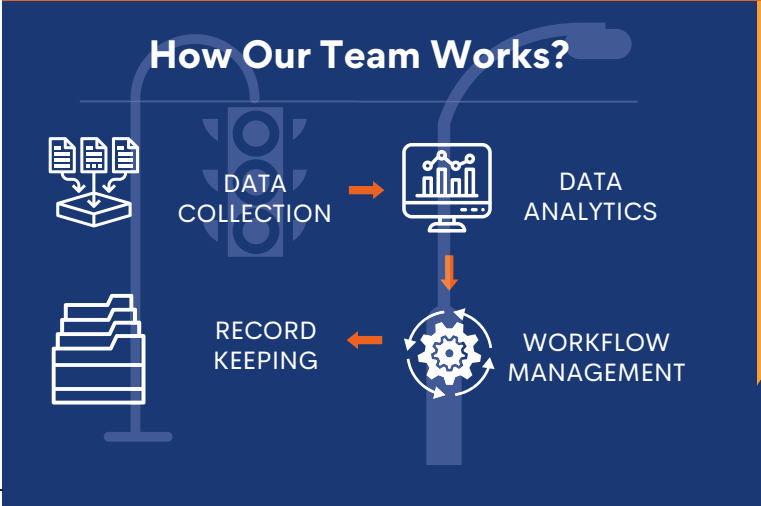 How Our Team Works?
DATA
COLLECTION
DATA
ANALYTICS
WORKFLOW
MANAGEMENT
RECORD
KEEPING